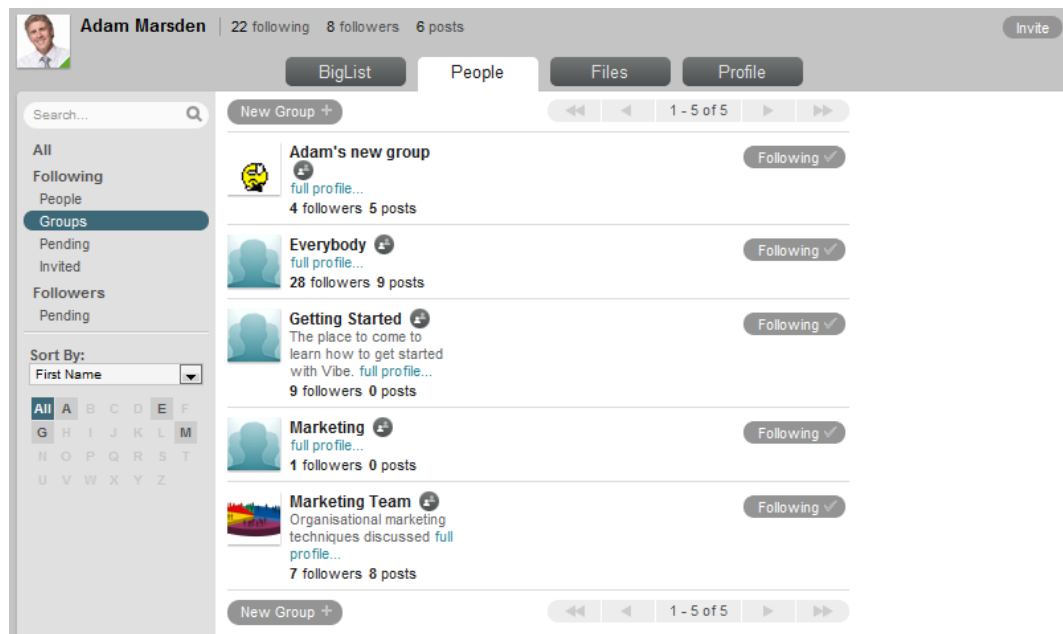 Adam Marsden 22 following 8 followers 6 posts
Invite
BigList People Files Profile
Search...
All
Following
People
Groups
Pending
Invited
Followers
Pending
Sort By:
First Name
All A B C D E F
G H I J K L M
N O P Q R S T
U V W X Y Z
New Group + 1 - 5 of 5
Adam's new group
Following
full profile...
4 followers 5 posts
Everybody
Following
full profile...
28 followers 9 posts
Getting Started
Following
The place to come to
learn how to get started
with Vibe. full profile...
9 followers 0 posts
Marketing
Following
full profile...
1 followers 0 posts
Marketing Team
Following
Organisational marketing
techniques discussed full
profile...
7 followers 8 posts
New Group + 1 - 5 of 5